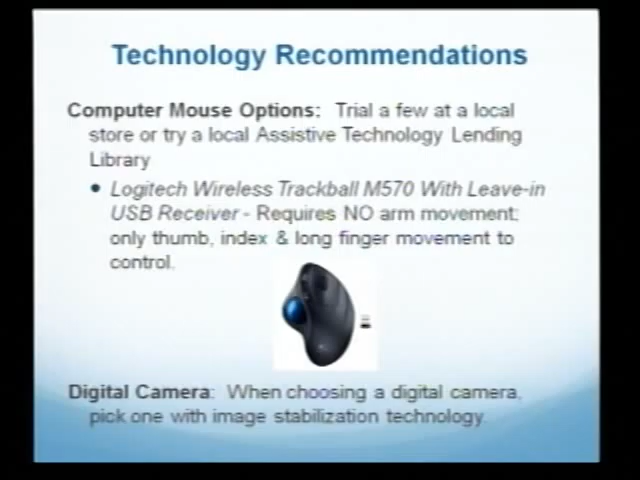 Technology Recommendations
Computer Mouse Options: Trial a few at a local
store or try a local Assistive Technology Lending
Library
• Logitech Wireless Trackball M570 With Leave-in
USB Receiver - Requires NO arm movement;
only thumb, index & long finger movement to
control.
Digital Camera: When choosing a digital camera,
pick one with image stabilization technology.